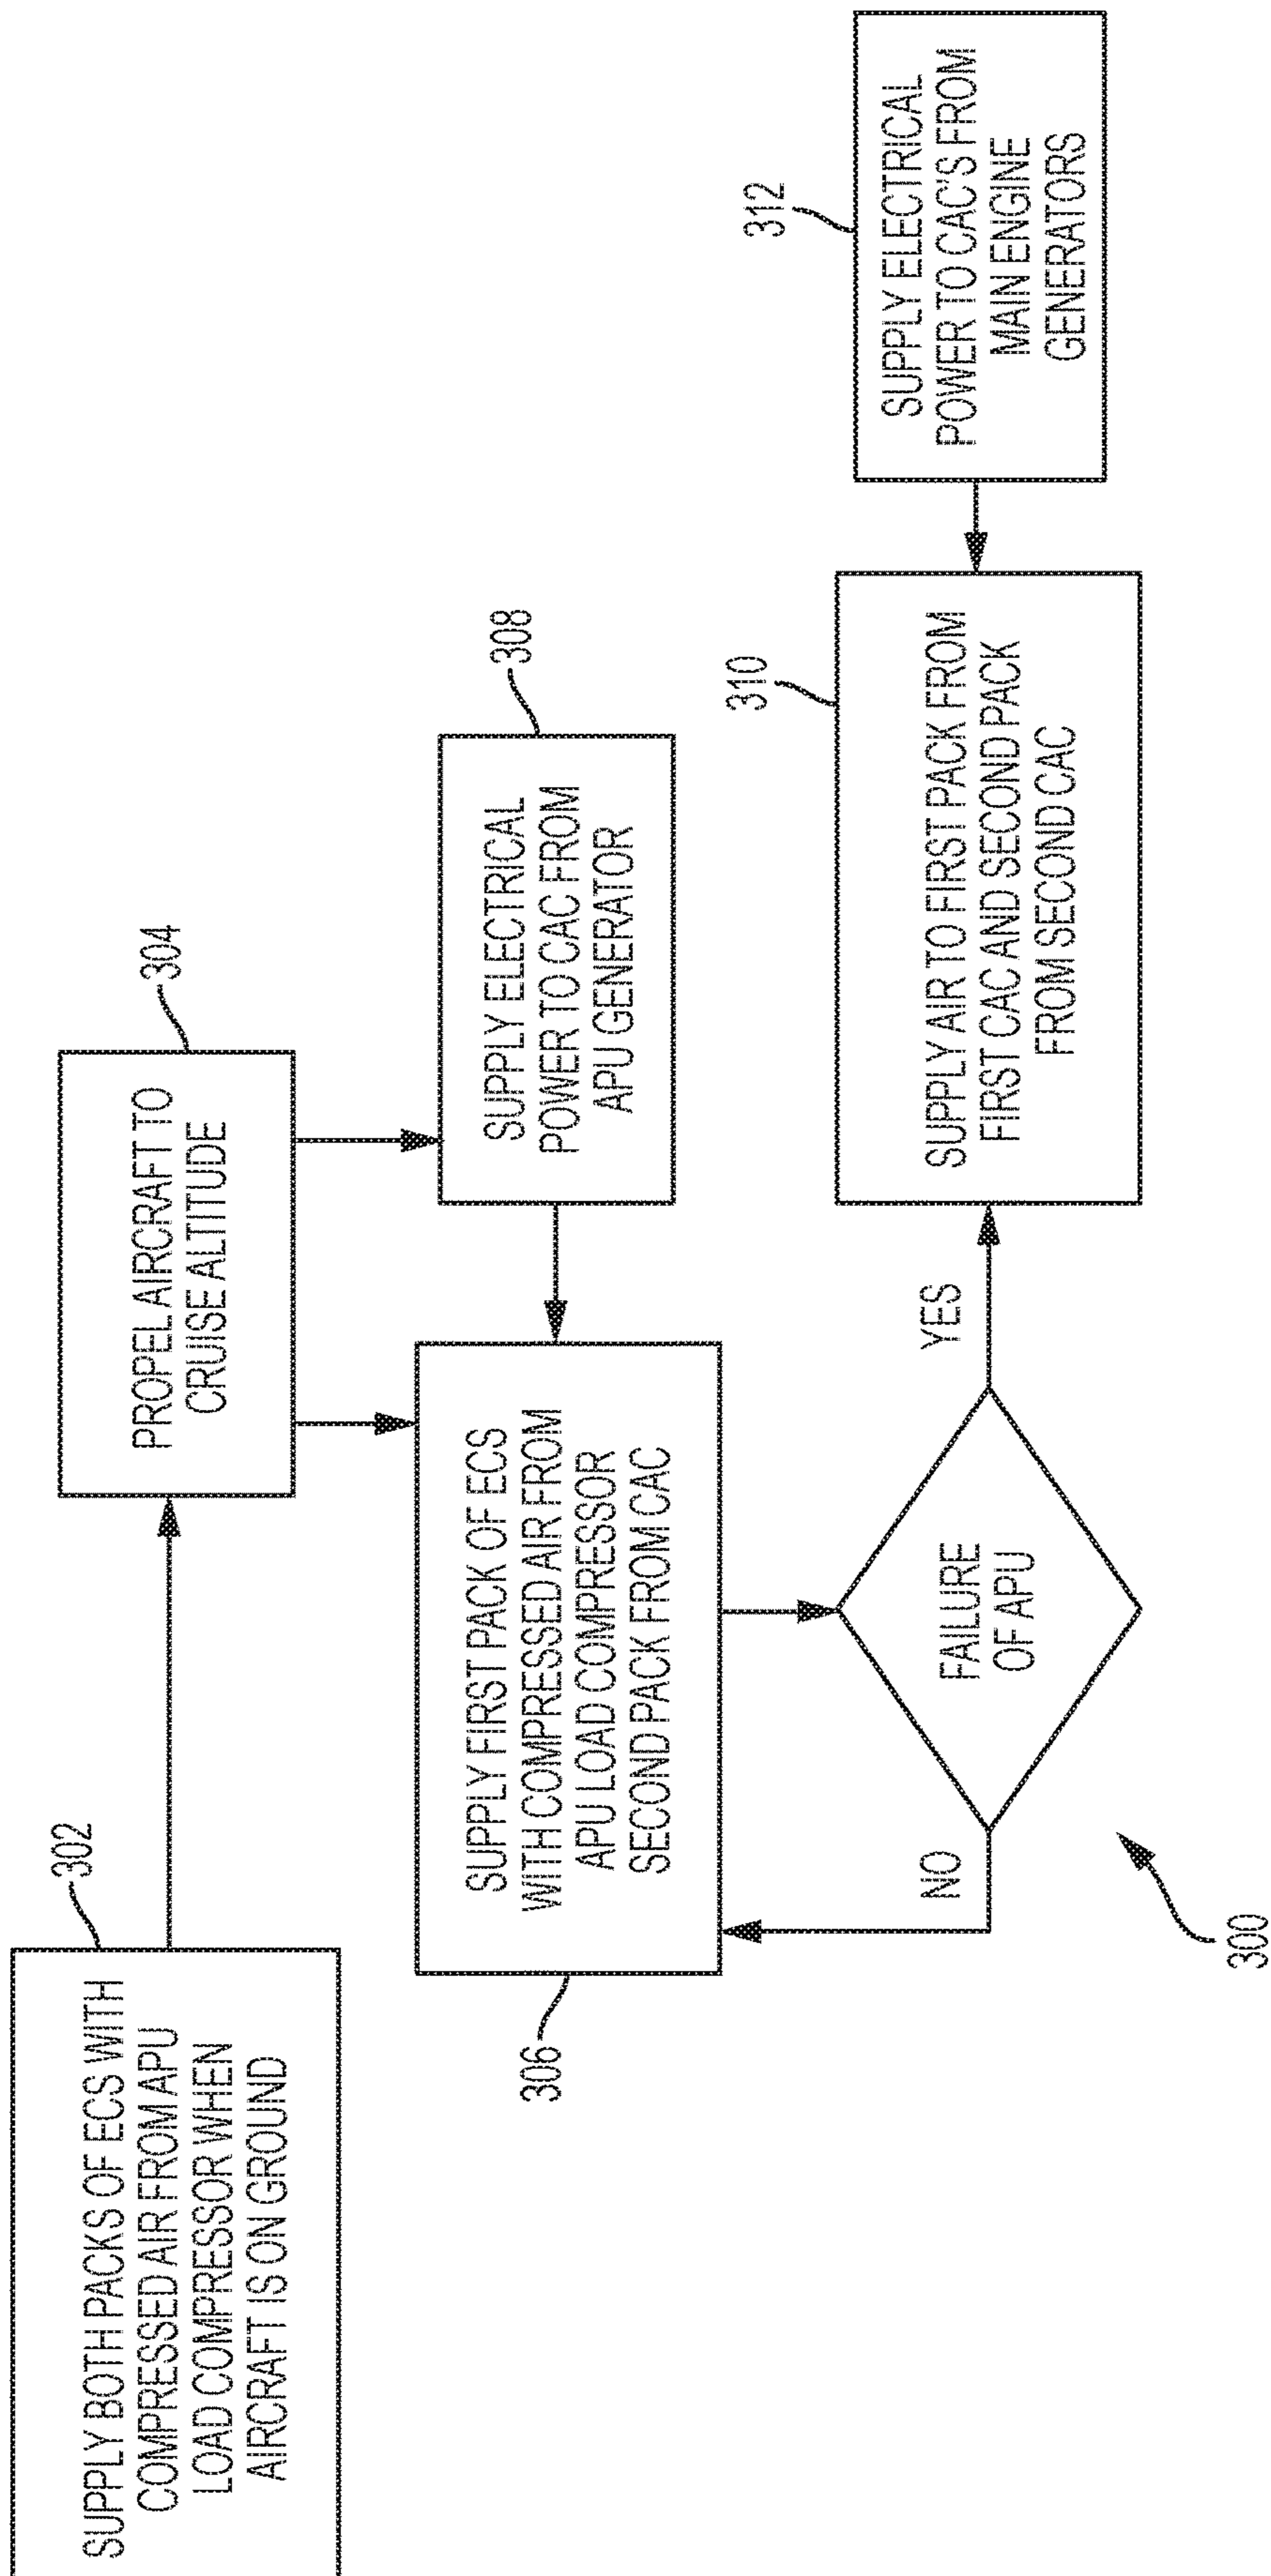 302
SUPPLY BOTH PACKS OF ECS WITH
COMPRESSED AIR FROM APU
LOAD COMPRESSOR WHEN
AIRCRAFT IS ON GROUND
304
PROPEL AIRCRAFT TO
CRUISE ALTITUDE
306
SUPPLY FIRST PACK OF ECS
WITH COMPRESSED AIR FROM
APU LOAD COMPRESSOR
SECOND PACK FROM CAC
308
SUPPLY ELECTRICAL
POWER TO CAC FROM
APU GENERATOR
NO
FAILURE
OF APU
YES
310
SUPPLY AIR TO FIRST PACK FROM
FIRST CAC AND SECOND PACK
FROM SECOND CAC
312
SUPPLY ELECTRICAL
POWER TO CAC'S FROM
MAIN ENGINE
GENERATORS
300